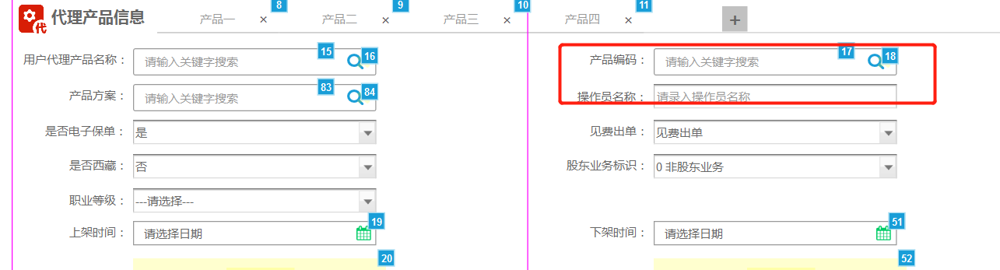 代 代理产品信息 产品一 × 8 产品二 × 9 产品三 × 10 产品四 × 11 +
用户代理产品名称： 请输入关键字搜索 15 16 产品编码： 请输入关键字搜索 17 18
产品方案： 请输入关键字搜索 83 84 操作员名称： 请录入操作员名称
是否电子保单： 是 见费出单： 见费出单
是否西藏： 否 股东业务标识： 0 非股东业务
职业等级： ---请选择---
上架时间： 请选择日期 19 下架时间： 请选择日期 51
20 52